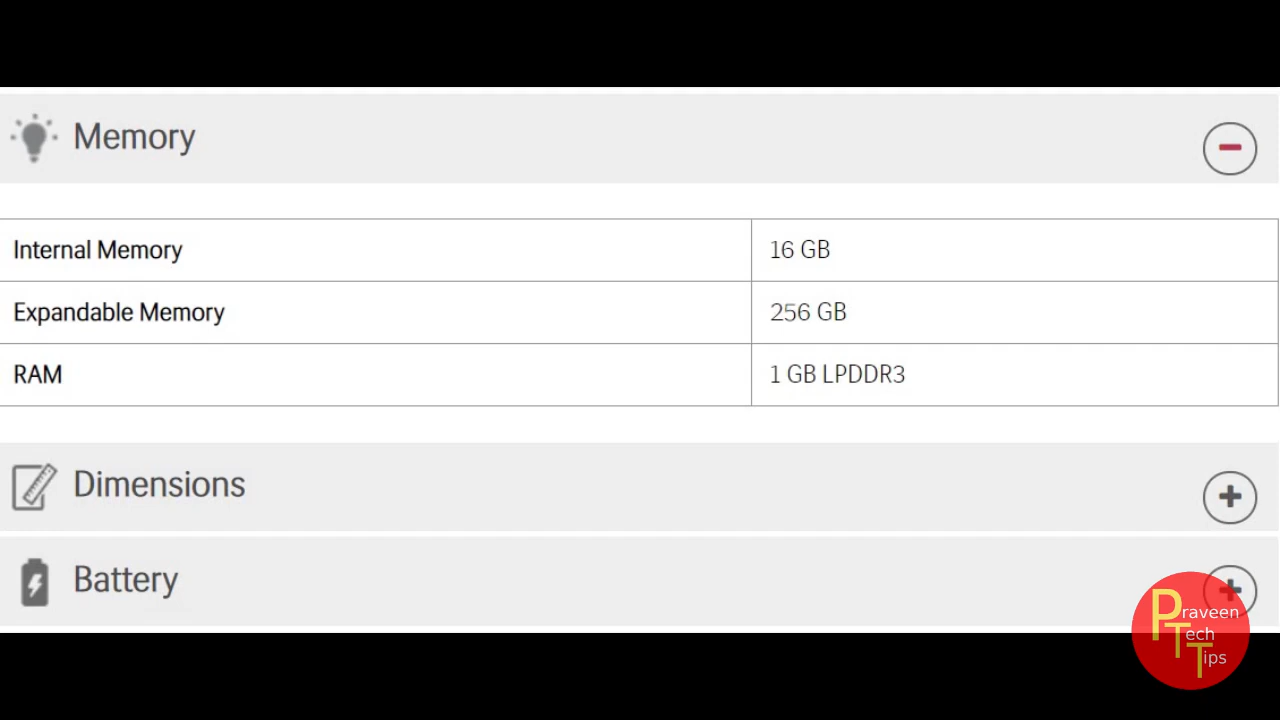 Memory
Internal Memory 16 GB
Expandable Memory 256 GB
RAM 1 GB LPDDR3
Dimensions
Battery
Praveen
Tech
Tips